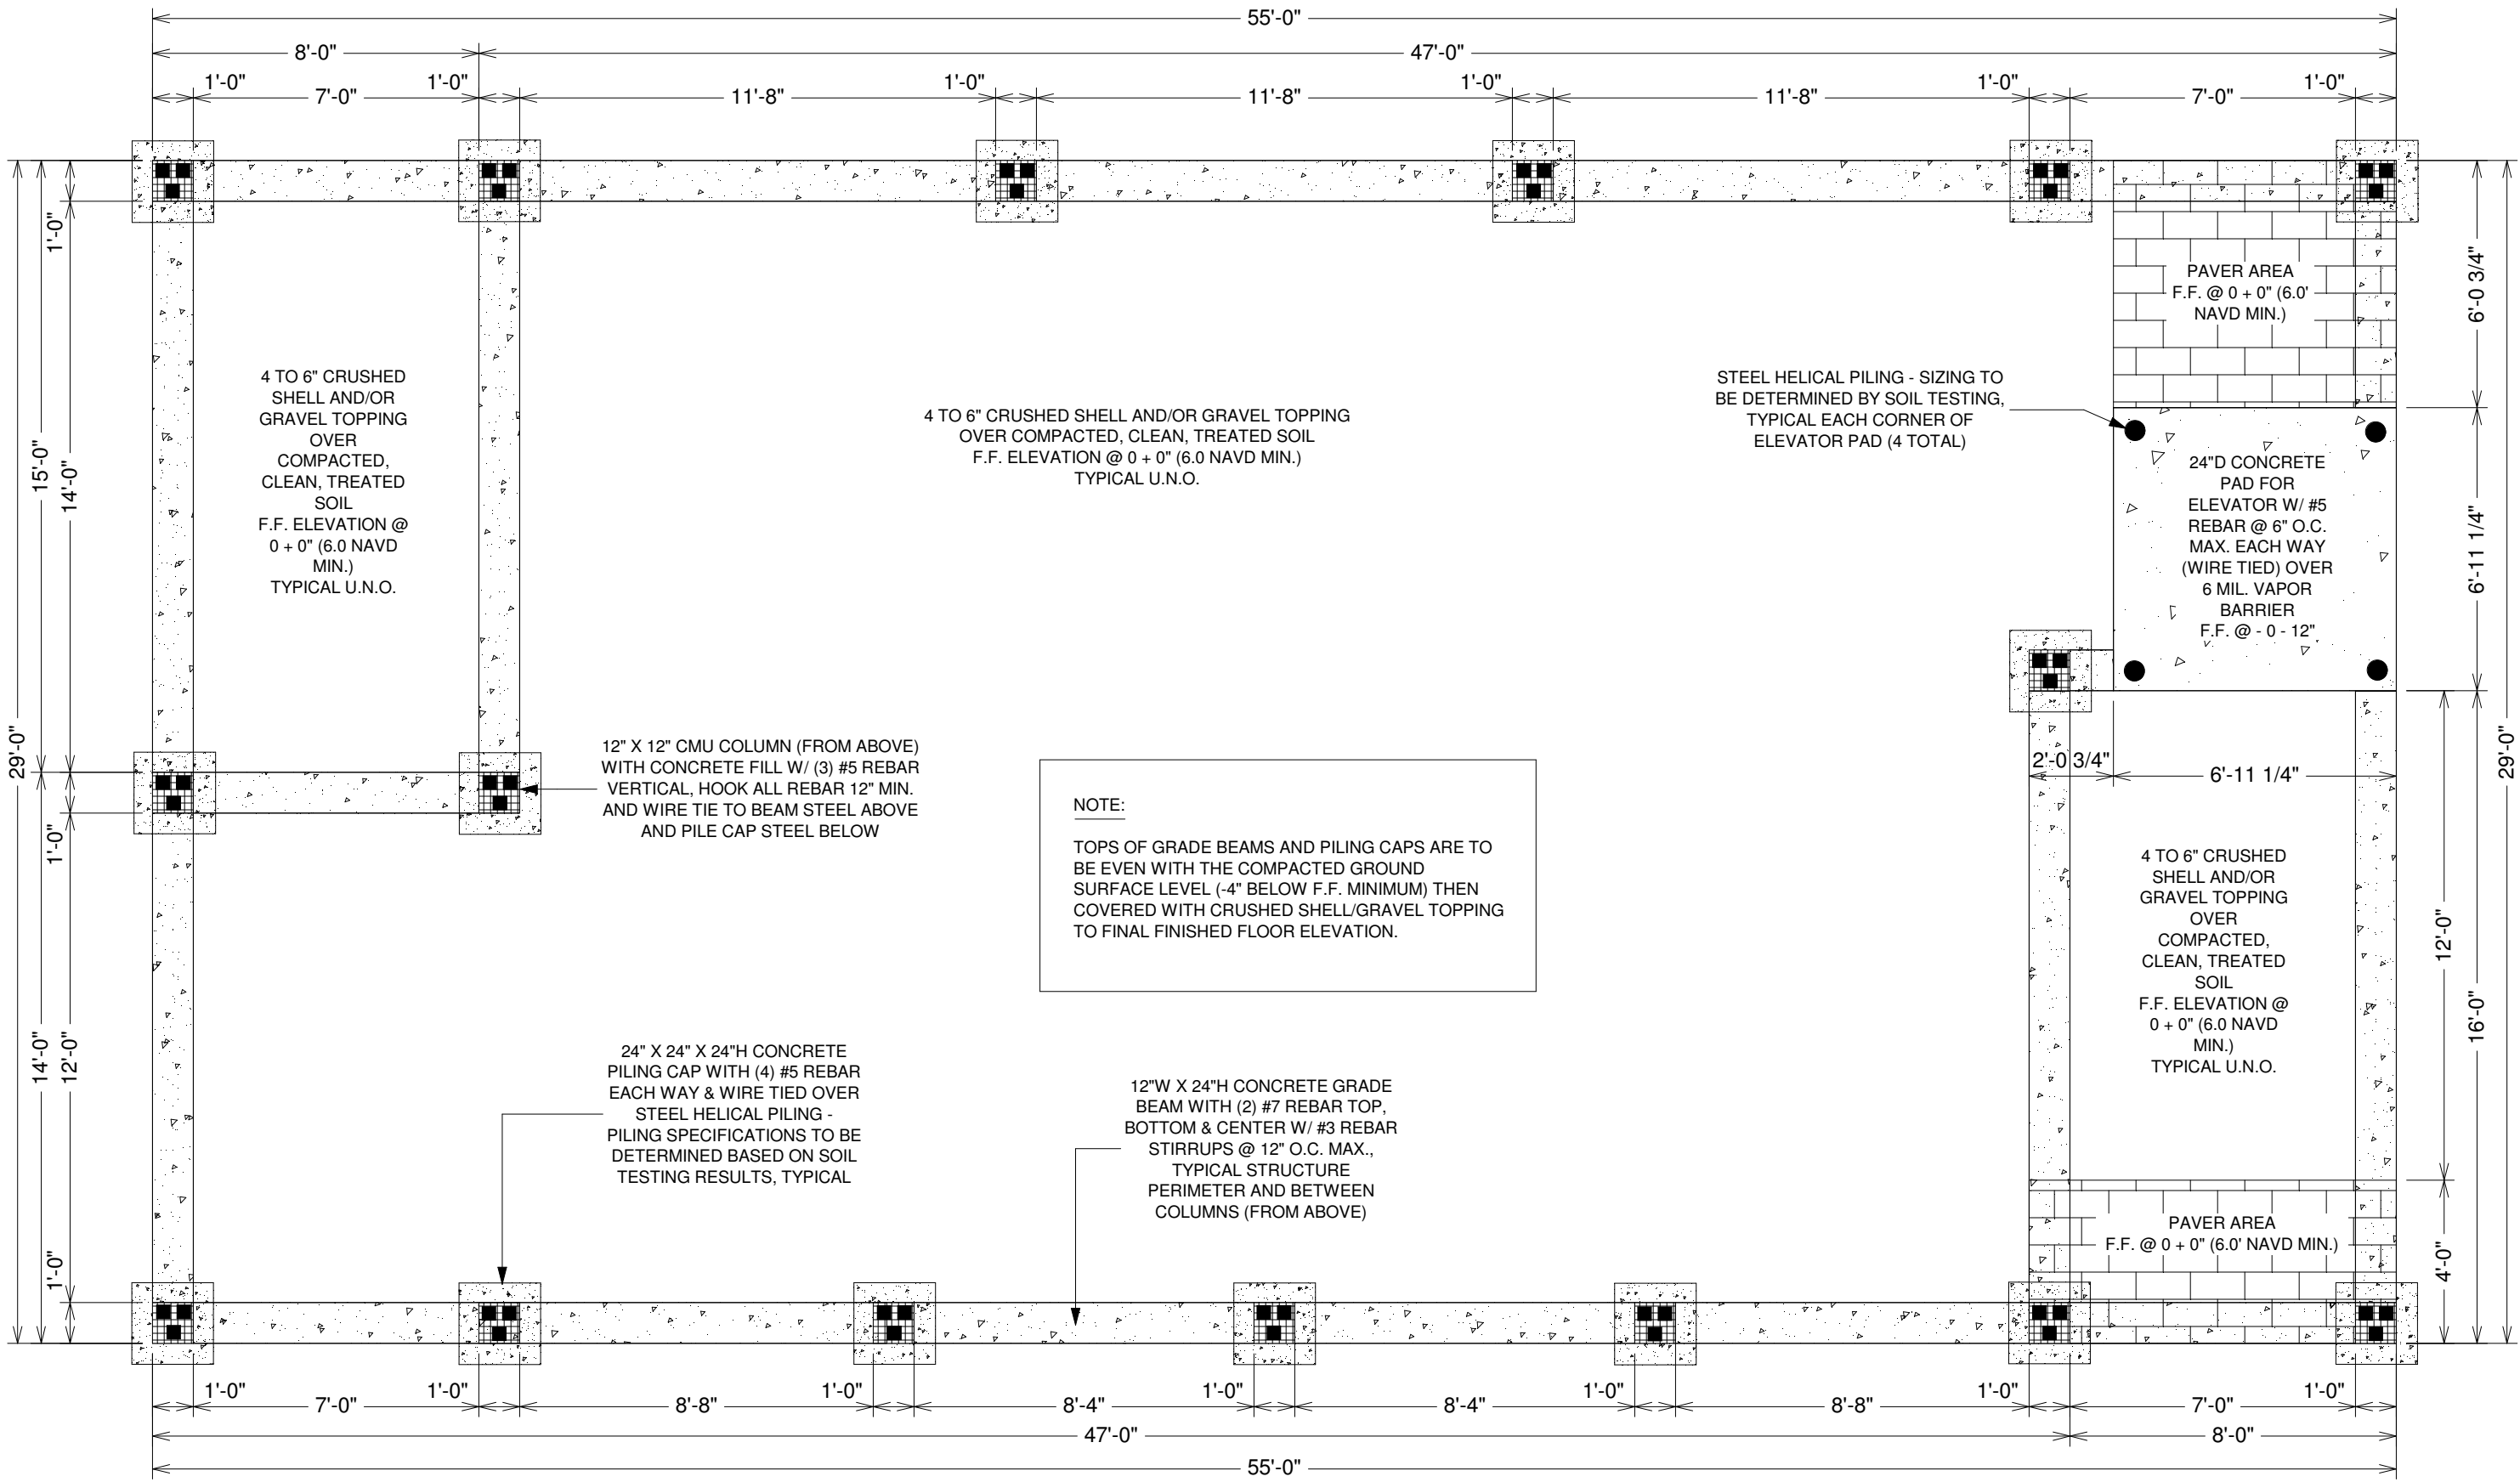 55'-0"
8'-0" 47'-0"
1'-0" 1'-0" 1'-0" 1'-0" 1'-0" 1'-0"
7'-0" 11'-8" 11'-8" 11'-8" 7'-0"
29'-0"
15'-0"
14'-0"
1'-0"
14'-0"
12'-0"
1'-0"
1'-0"
4 TO 6" CRUSHED
SHELL AND/OR
GRAVEL TOPPING
OVER
COMPACTED,
CLEAN, TREATED
SOIL
F.F. ELEVATION @
0 + 0" (6.0 NAVD
MIN.)
TYPICAL U.N.O.
4 TO 6" CRUSHED SHELL AND/OR GRAVEL TOPPING
OVER COMPACTED, CLEAN, TREATED SOIL
F.F. ELEVATION @ 0 + 0" (6.0 NAVD MIN.)
TYPICAL U.N.O.
PAVER AREA
F.F. @ 0 + 0" (6.0'
NAVD MIN.)
STEEL HELICAL PILING - SIZING TO
BE DETERMINED BY SOIL TESTING,
TYPICAL EACH CORNER OF
ELEVATOR PAD (4 TOTAL)
24"D CONCRETE
PAD FOR
ELEVATOR W/ #5
REBAR @ 6" O.C.
MAX. EACH WAY
(WIRE TIED) OVER
6 MIL. VAPOR
BARRIER
F.F. @ - 0 - 12"
6'-0 3/4"
6'-11 1/4"
29'-0"
12'-0"
16'-0"
4'-0"
12" X 12" CMU COLUMN (FROM ABOVE)
WITH CONCRETE FILL W/ (3) #5 REBAR
VERTICAL, HOOK ALL REBAR 12" MIN.
AND WIRE TIE TO BEAM STEEL ABOVE
AND PILE CAP STEEL BELOW
NOTE:
TOPS OF GRADE BEAMS AND PILING CAPS ARE TO
BE EVEN WITH THE COMPACTED GROUND
SURFACE LEVEL (-4" BELOW F.F. MINIMUM) THEN
COVERED WITH CRUSHED SHELL/GRAVEL TOPPING
TO FINAL FINISHED FLOOR ELEVATION.
2'-0 3/4"
6'-11 1/4"
4 TO 6" CRUSHED
SHELL AND/OR
GRAVEL TOPPING
OVER
COMPACTED,
CLEAN, TREATED
SOIL
F.F. ELEVATION @
0 + 0" (6.0 NAVD
MIN.)
TYPICAL U.N.O.
24" X 24" X 24"H CONCRETE
PILING CAP WITH (4) #5 REBAR
EACH WAY & WIRE TIED OVER
STEEL HELICAL PILING -
PILING SPECIFICATIONS TO BE
DETERMINED BASED ON SOIL
TESTING RESULTS, TYPICAL
12"W X 24"H CONCRETE GRADE
BEAM WITH (2) #7 REBAR TOP,
BOTTOM & CENTER W/ #3 REBAR
STIRRUPS @ 12" O.C. MAX.,
TYPICAL STRUCTURE
PERIMETER AND BETWEEN
COLUMNS (FROM ABOVE)
PAVER AREA
F.F. @ 0 + 0" (6.0' NAVD MIN.)
1'-0" 1'-0" 1'-0" 1'-0" 1'-0" 1'-0" 1'-0"
7'-0" 8'-8" 8'-4" 8'-4" 8'-8" 7'-0"
47'-0" 8'-0"
55'-0"